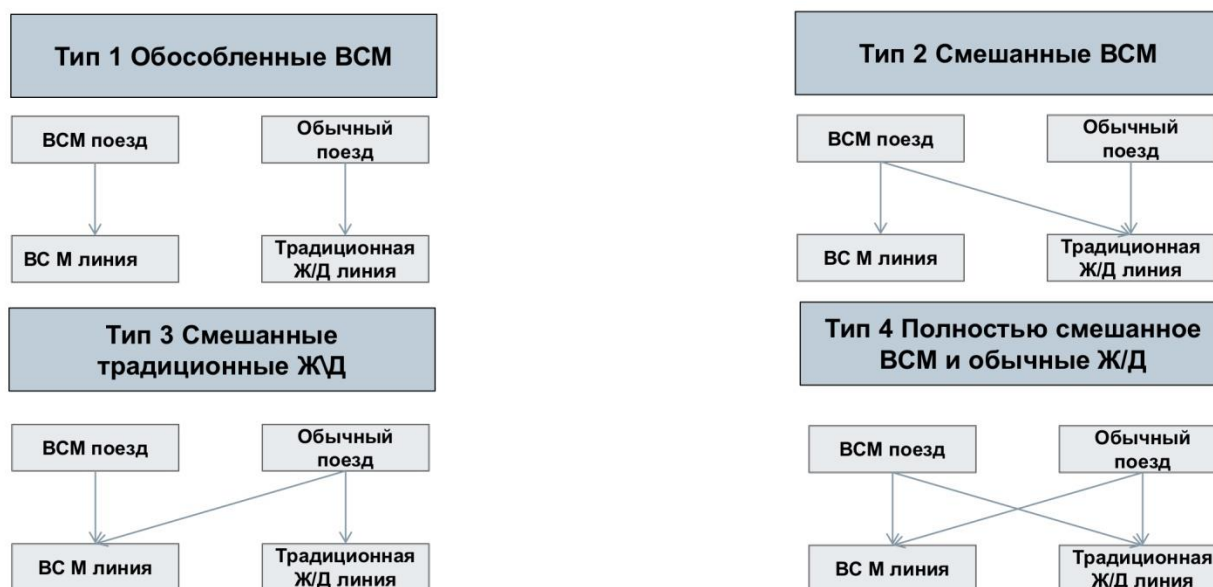 Тип 1 Обособленные ВСМ
ВСМ поезд
Обычный
поезд
ВС М линия
Традиционная
Ж/Д линия
Тип 2 Смешанные ВСМ
ВСМ поезд
Обычный
поезд
ВС М линия
Традиционная
Ж/Д линия
Тип 3 Смешанные
традиционные Ж\Д
ВСМ поезд
Обычный
поезд
ВС М линия
Традиционная
Ж/Д линия
Тип 4 Полностью смешанное
ВСМ и обычные Ж/Д
ВСМ поезд
Обычный
поезд
ВС М линия
Традиционная
Ж/Д линия